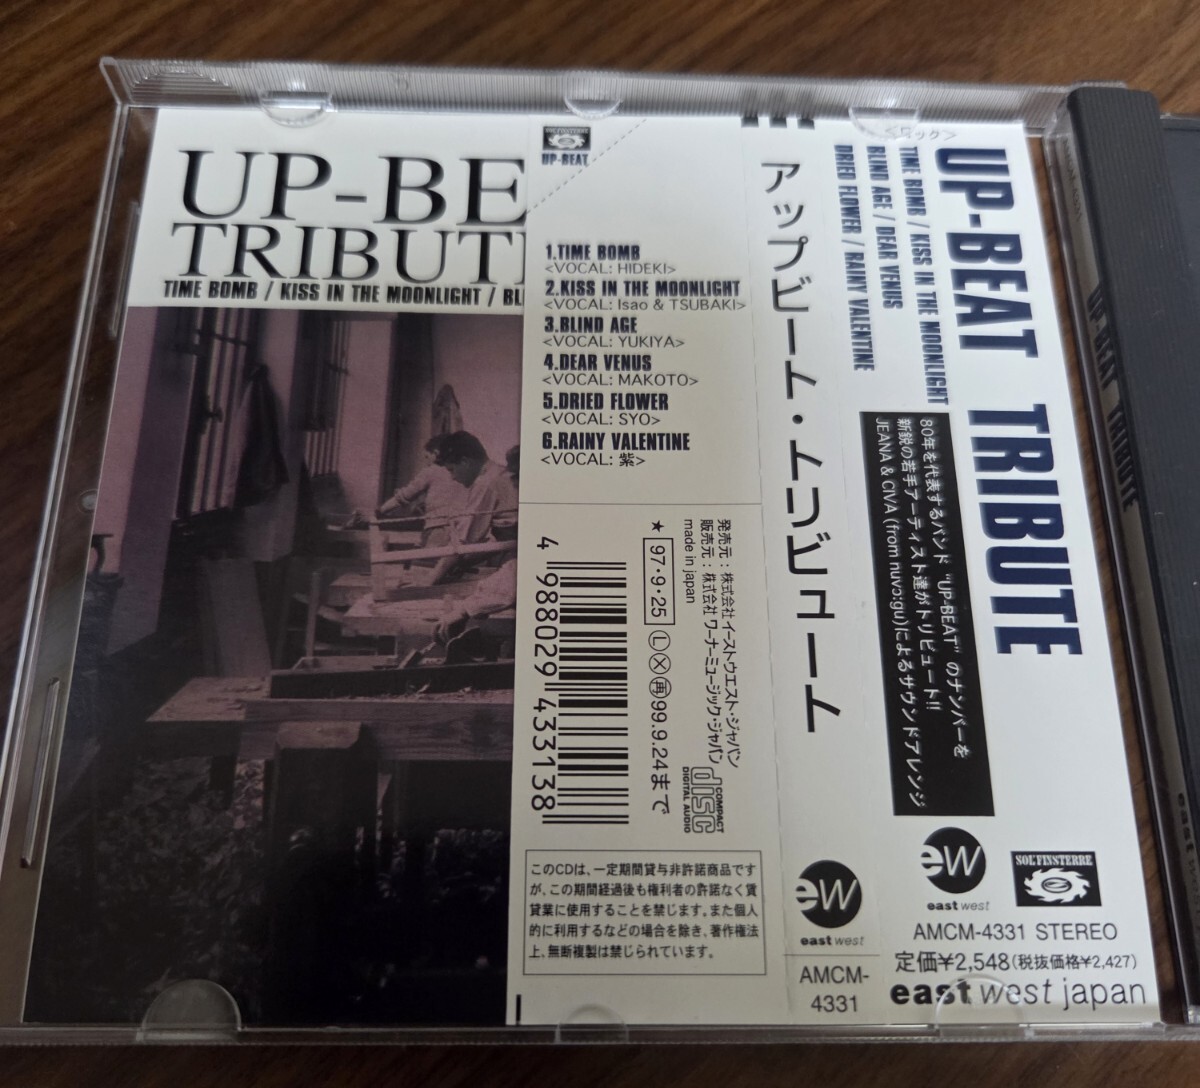 UP-BE
TRIBUT
TIME BOMB / KISS IN THE MOONLIGHT / BL
SOL'FINSTERRE
UP-BEAT
1.TIME BOMB
<VOCAL: HIDEKI>
2.KISS IN THE MOONLIGHT
<VOCAL: Isao & TSUBAKI>
3.BLIND AGE
<VOCAL: YUKIYA>
4.DEAR VENUS
<VOCAL: MAKOTO>
5.DRIED FLOWER
<VOCAL: SYO>
6.RAINY VALENTINE
<VOCAL: 紫>
発売元：株式会社イーストウエスト・ジャパン
販売元：株式会社ワーナーミュージック・ジャパン
made in japan
★ 97・9・25 Ⓛ Ⓧ 再 99.9.24まで
COMPACT
disc
DIGITAL AUDIO
4 988029 433138
このCDは、一定期間貸与非許諾商品です
が、この期間経過後も権利者の許諾なく賃
貸業に使用することを禁じます。また個人
的に利用するなどの場合を除き、著作権法
上、無断複製は禁じられています。
アップビート・トリビュート
ew
east west
AMCM-
4331
<ロック>
UP-BEAT TRIBUTE
TIME BOMB / KISS IN THE MOONLIGHT
BLIND AGE / DEAR VENUS
DRIED FLOWER / RAINY VALENTINE
80年を代表するバンド "UP-BEAT" のナンバーを
新鋭の若手アーティスト達がトリビュート!!
JEANA & CIVA (from nuvɔ:gu)によるサウンドアレンジ
ew
east west
SOL'FINSTERRE
AMCM-4331 STEREO
定価¥2,548(税抜価格¥2,427)
east west japan
AMCM-4331
UP-BEAT TRIBUTE